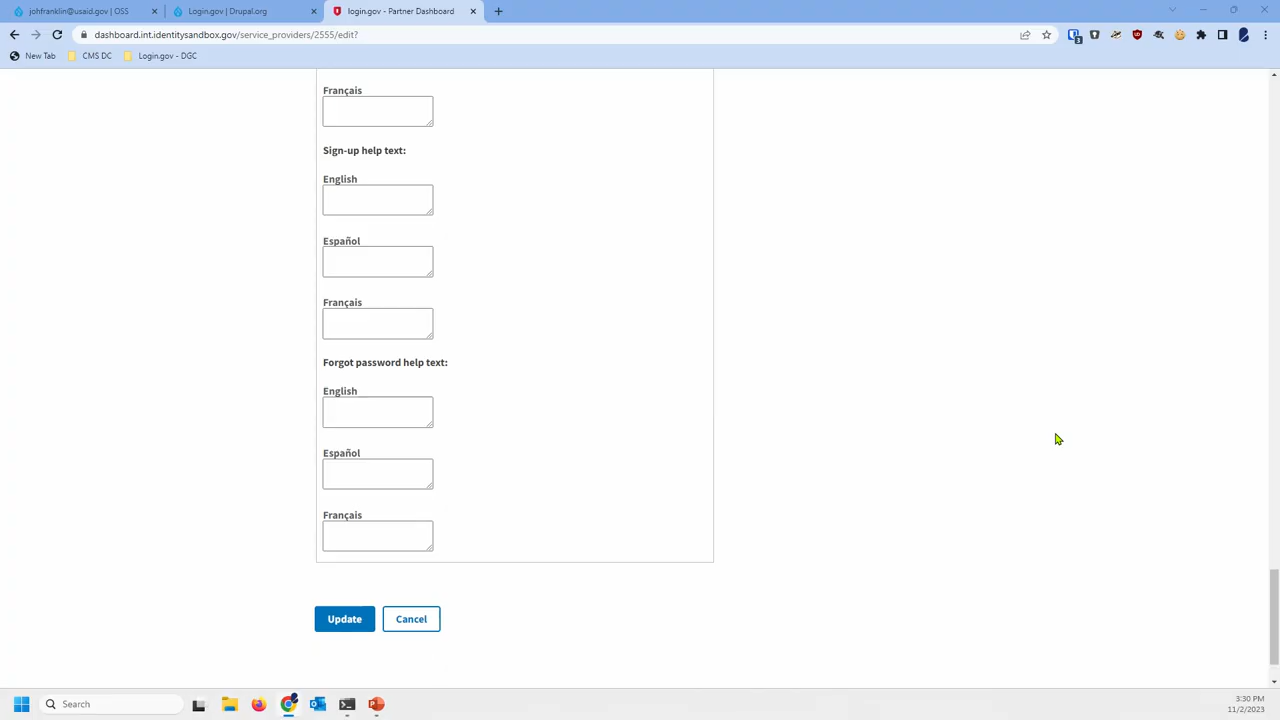 johfranklin@usaid.gov | OSS
Login.gov | Drupal.org
login.gov - Partner Dashboard
dashboard.int.identitysandbox.gov/service_providers/2555/edit?
New Tab
CMS DC
Login.gov - DGC
Français
Sign-up help text:
English
Español
Français
Forgot password help text:
English
Español
Français
Update
Cancel
Search
3:30 PM
11/2/2023